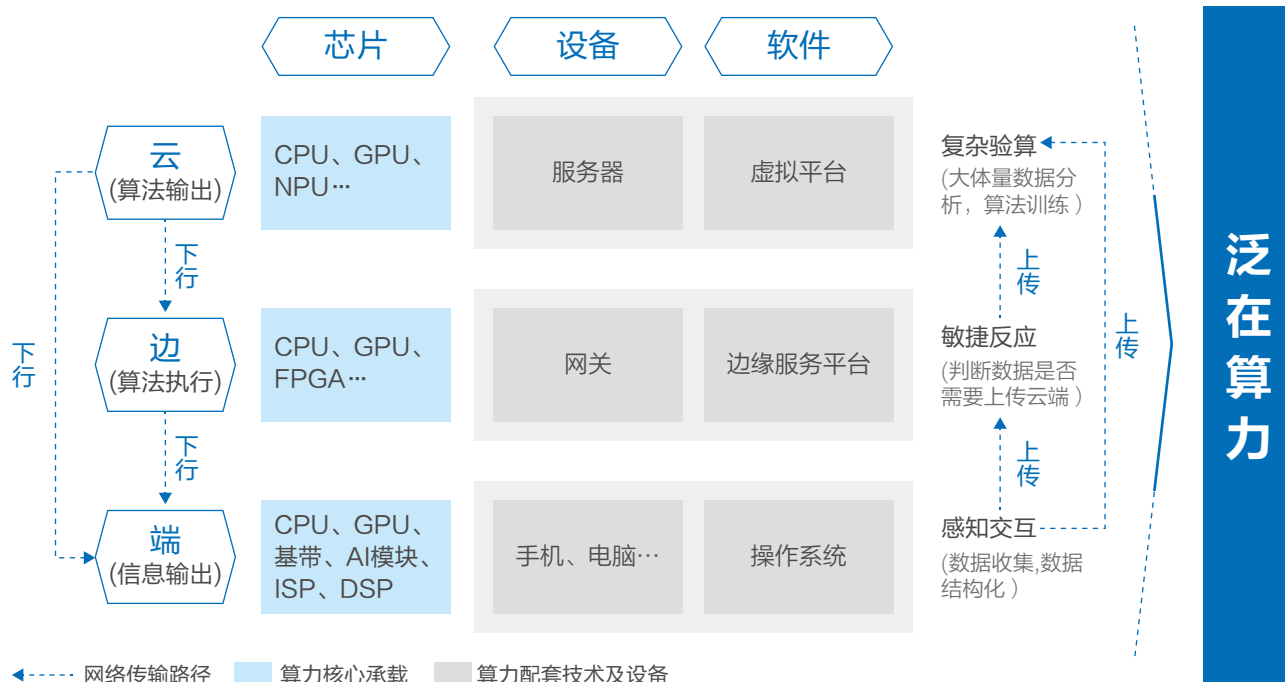 芯片
设备
软件
云
(算法输出)
CPU、GPU、
NPU…
服务器
虚拟平台
复杂验算
(大体量数据分
析，算法训练）
下行
上传
边
(算法执行)
CPU、GPU、
FPGA…
网关
边缘服务平台
敏捷反应
(判断数据是否
需要上传云端）
下行
上传
下行
上传
端
(信息输出)
CPU、GPU、
基带、AI模块、
ISP、DSP
手机、电脑…
操作系统
感知交互
(数据收集,数据
结构化）
泛在算力
网络传输路径
算力核心承载
算力配套技术及设备